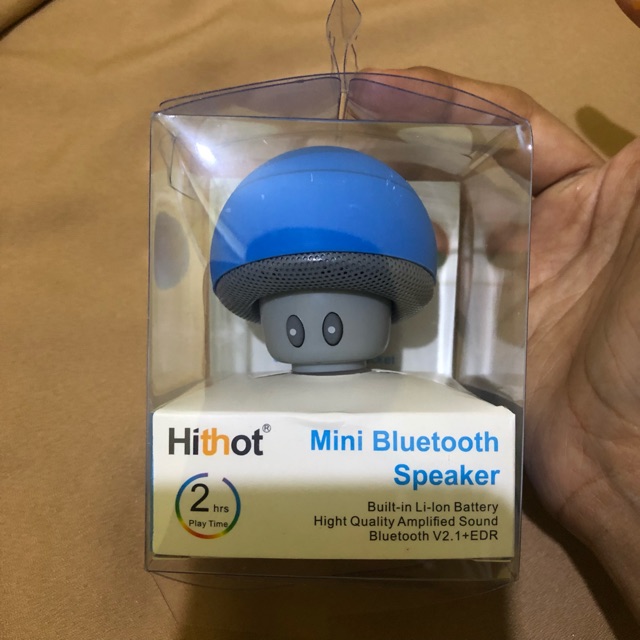 Hithot®
Mini Bluetooth
Speaker
2 hrs
Play Time
Built-in Li-Ion Battery
Hight Quality Amplified Sound
Bluetooth V2.1+EDR